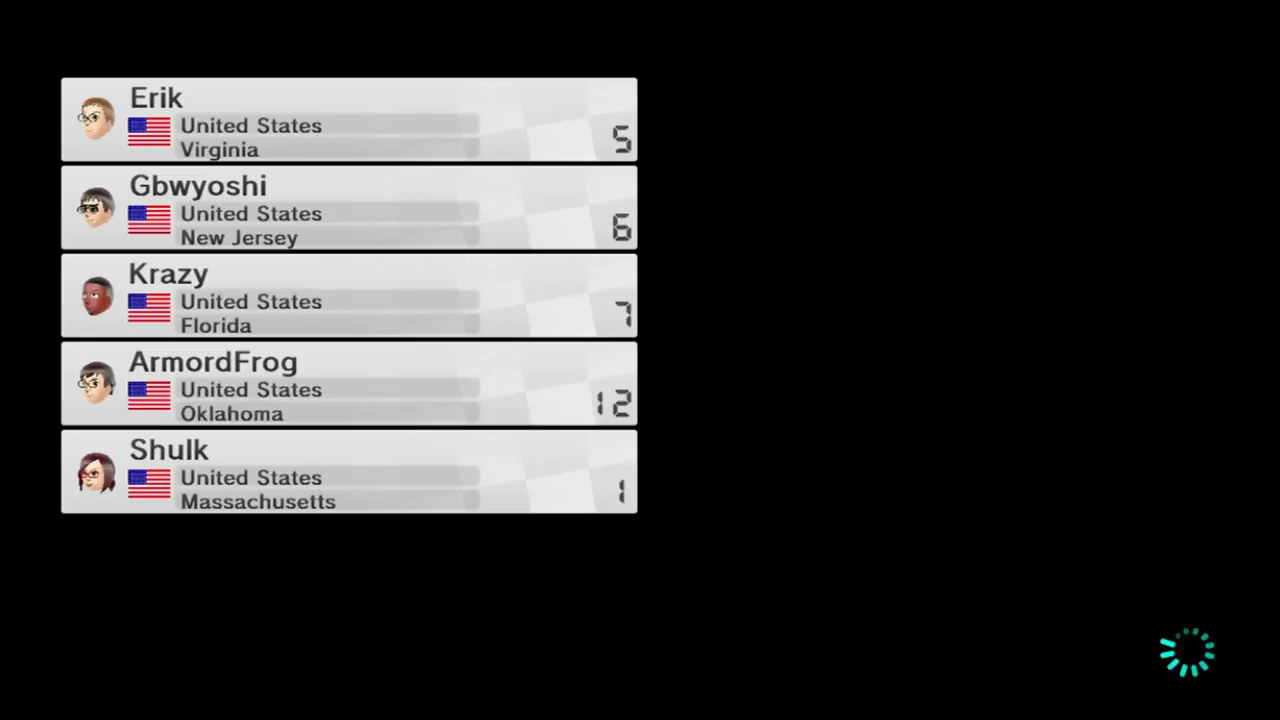 Erik
United States
Virginia
5
Gbwyoshi
United States
New Jersey
6
Krazy
United States
Florida
7
ArmordFrog
United States
Oklahoma
12
Shulk
United States
Massachusetts
1